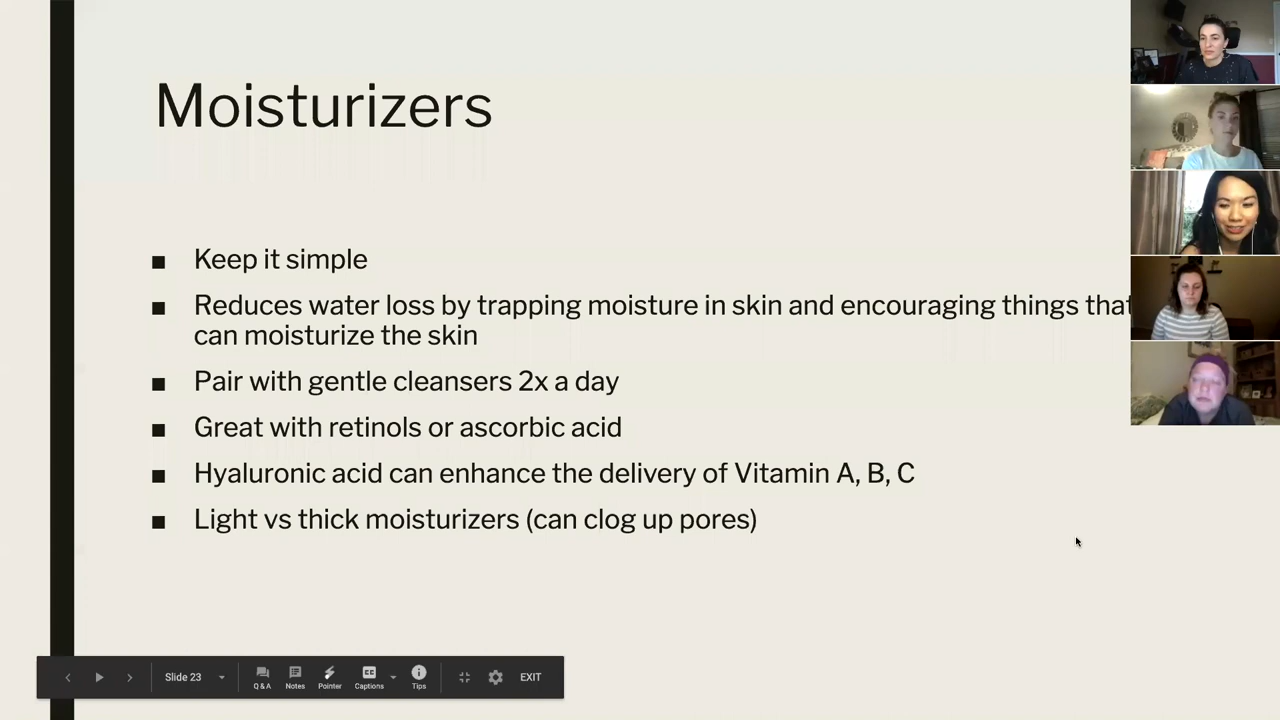 Moisturizers
■ Keep it simple
■ Reduces water loss by trapping moisture in skin and encouraging things that
can moisturize the skin
■ Pair with gentle cleansers 2x a day
■ Great with retinols or ascorbic acid
■ Hyaluronic acid can enhance the delivery of Vitamin A, B, C
■ Light vs thick moisturizers (can clog up pores)
Slide 23
Q & A
Notes
Pointer
CC
Captions
Tips
EXIT